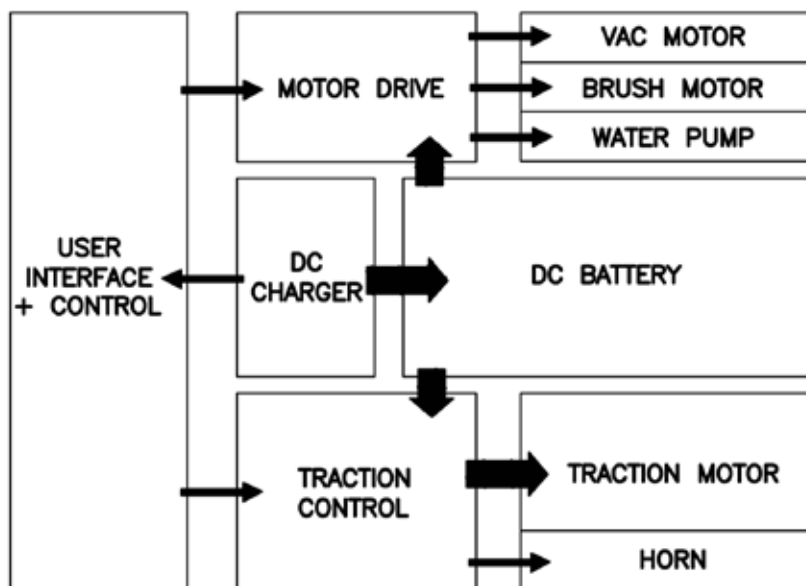 MOTOR DRIVE
VAC MOTOR
BRUSH MOTOR
WATER PUMP
USER
INTERFACE
+ CONTROL
DC
CHARGER
DC BATTERY
TRACTION
CONTROL
TRACTION MOTOR
HORN